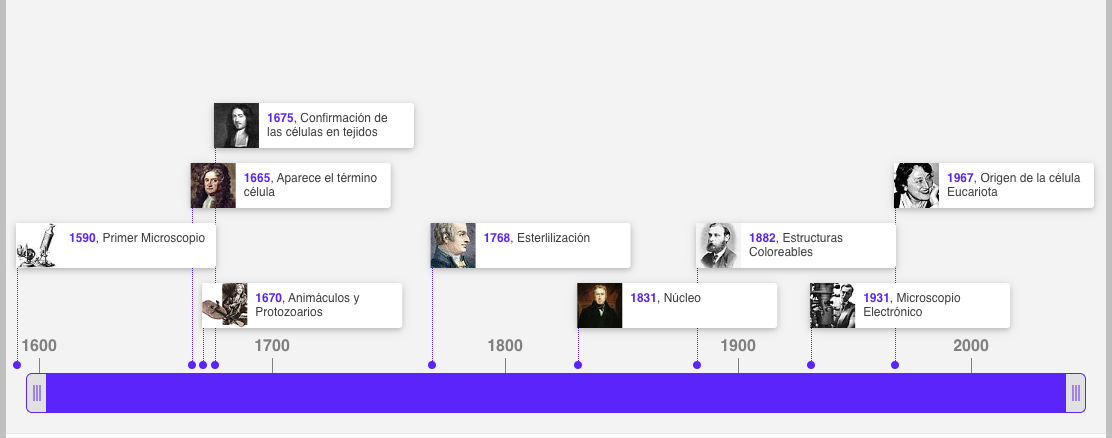 1675, Confirmación de
las células en tejidos
1665, Aparece el término
célula
1967, Origen de la célula
Eucariota
1590, Primer Microscopio
1768, Esterlilización
1882, Estructuras
Coloreables
1670, Animáculos y
Protozoarios
1831, Núcleo
1931, Microscopio
Electrónico
1600
1700
1800
1900
2000